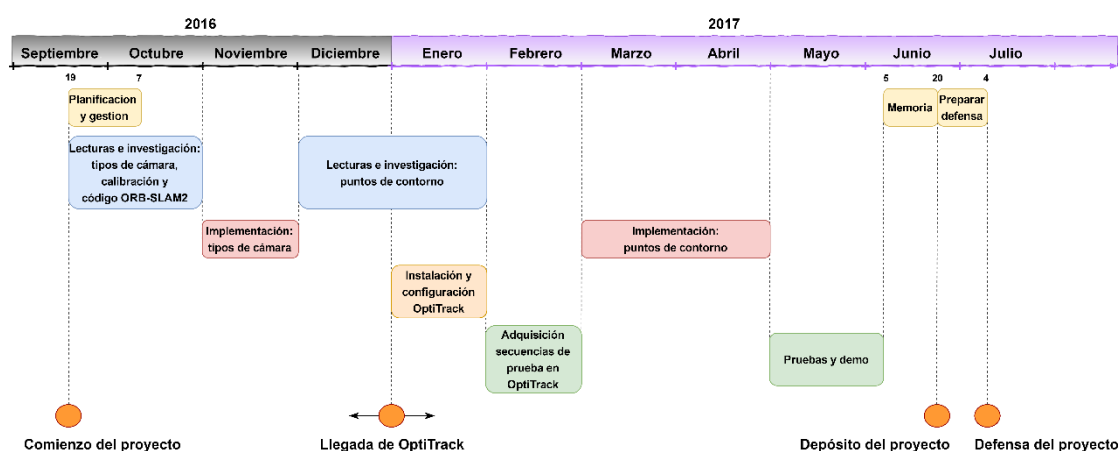 2016
2017
Septiembre Octubre Noviembre Diciembre Enero Febrero Marzo Abril Mayo Junio Julio
19 7 5 20 4
Planificacion
y gestion
Memoria
Preparar
defensa
Lecturas e investigación:
tipos de cámara,
calibración y
código ORB-SLAM2
Lecturas e investigación:
puntos de contorno
Implementación:
tipos de cámara
Implementación:
puntos de contorno
Instalación y
configuración
OptiTrack
Adquisición
secuencias de
prueba en
OptiTrack
Pruebas y demo
Comienzo del proyecto
Llegada de OptiTrack
Depósito del proyecto
Defensa del proyecto